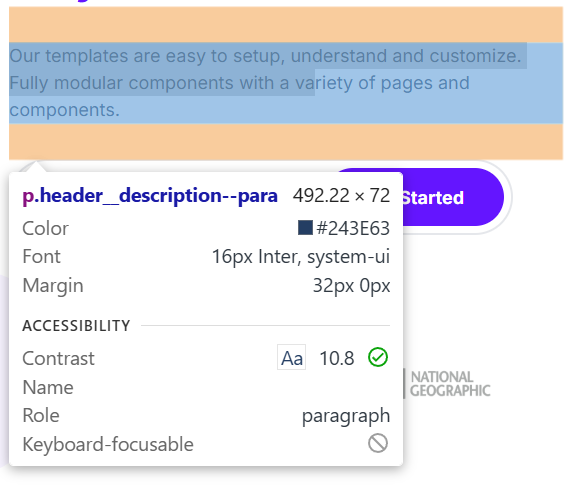 Our templates are easy to setup, understand and customize.
Fully modular components with a variety of pages and
components.
p.header__description--para 492.22 × 72
Started
Color #243E63
Font 16px Inter, system-ui
Margin 32px 0px
ACCESSIBILITY
Contrast Aa 10.8
Name
NATIONAL
GEOGRAPHIC
Role paragraph
Keyboard-focusable